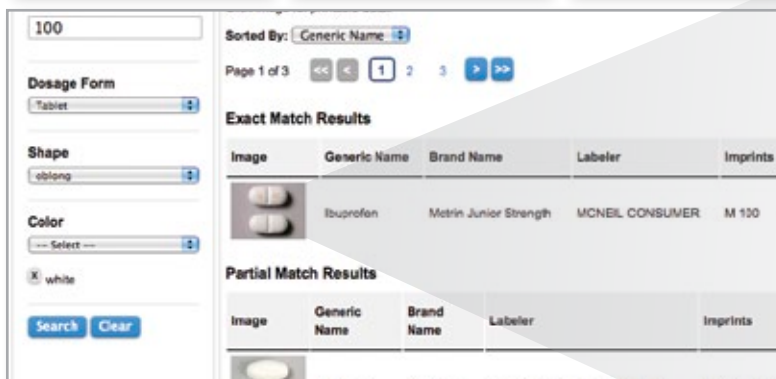 100
Dosage Form
Tablet
Shape
oblong
Color
--- Select ---
x white
Search Clear
Sorted By: Generic Name
Page 1 of 3 << < 1 2 3 > >>
Exact Match Results
Image Generic Name Brand Name Labeler Imprints
Ibuprofen Motrin Junior Strength MCNEIL CONSUMER M 100
Partial Match Results
Image Generic Name Brand Name Labeler Imprints